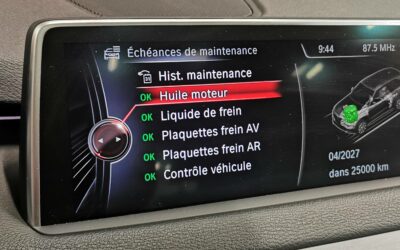 Échéances de maintenance
9:44
87.5 MHz
Hist. maintenance
OK Huile moteur
OK Liquide de frein
OK Plaquettes frein AV
OK Plaquettes frein AR
OK Contrôle véhicule
04/2027
dans 25000 km